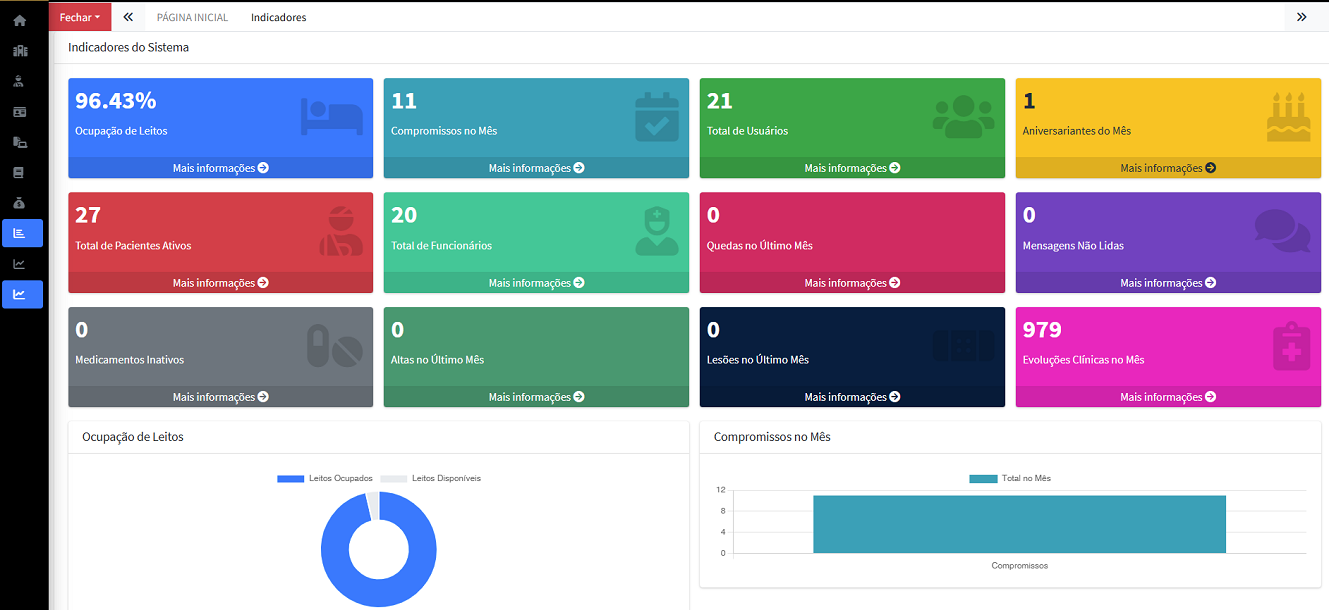 Fechar
PÁGINA INICIAL
Indicadores
Indicadores do Sistema
96.43%
Ocupação de Leitos
Mais informações
11
Compromissos no Mês
Mais informações
21
Total de Usuários
Mais informações
1
Aniversariantes do Mês
Mais informações
27
Total de Pacientes Ativos
Mais informações
20
Total de Funcionários
Mais informações
0
Quedas no Último Mês
Mais informações
0
Mensagens Não Lidas
Mais informações
0
Medicamentos Inativos
Mais informações
0
Altas no Último Mês
Mais informações
0
Lesões no Último Mês
Mais informações
979
Evoluções Clínicas no Mês
Mais informações
Ocupação de Leitos
Leitos Ocupados
Leitos Disponíveis
Compromissos no Mês
Total no Mês
12
8
4
0
Compromissos